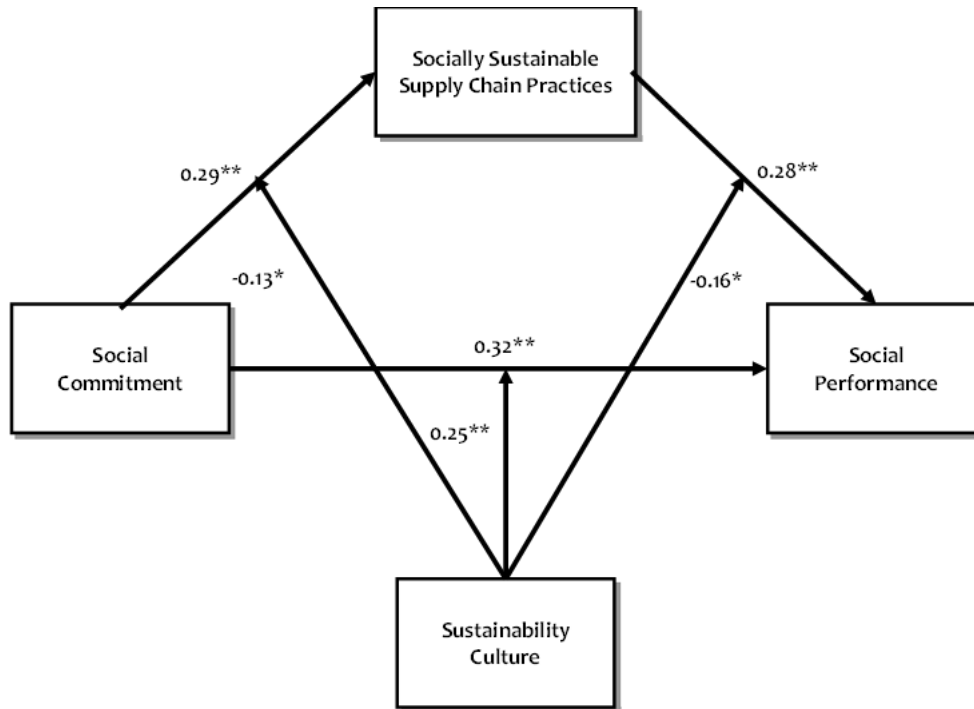 Socially Sustainable
Supply Chain Practices
0.29**
0.28**
-0.13*
-0.16*
Social
Commitment
0.32**
Social
Performance
0.25**
Sustainability
Culture